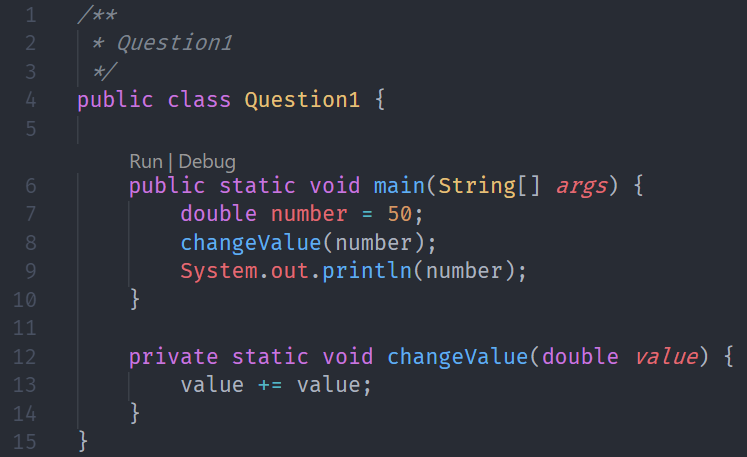 1 /**
2  * Question1
3  */
4 public class Question1 {
5
Run | Debug
6     public static void main(String[] args) {
7         double number = 50;
8         changeValue(number);
9         System.out.println(number);
10     }
11
12     private static void changeValue(double value) {
13         value += value;
14     }
15 }